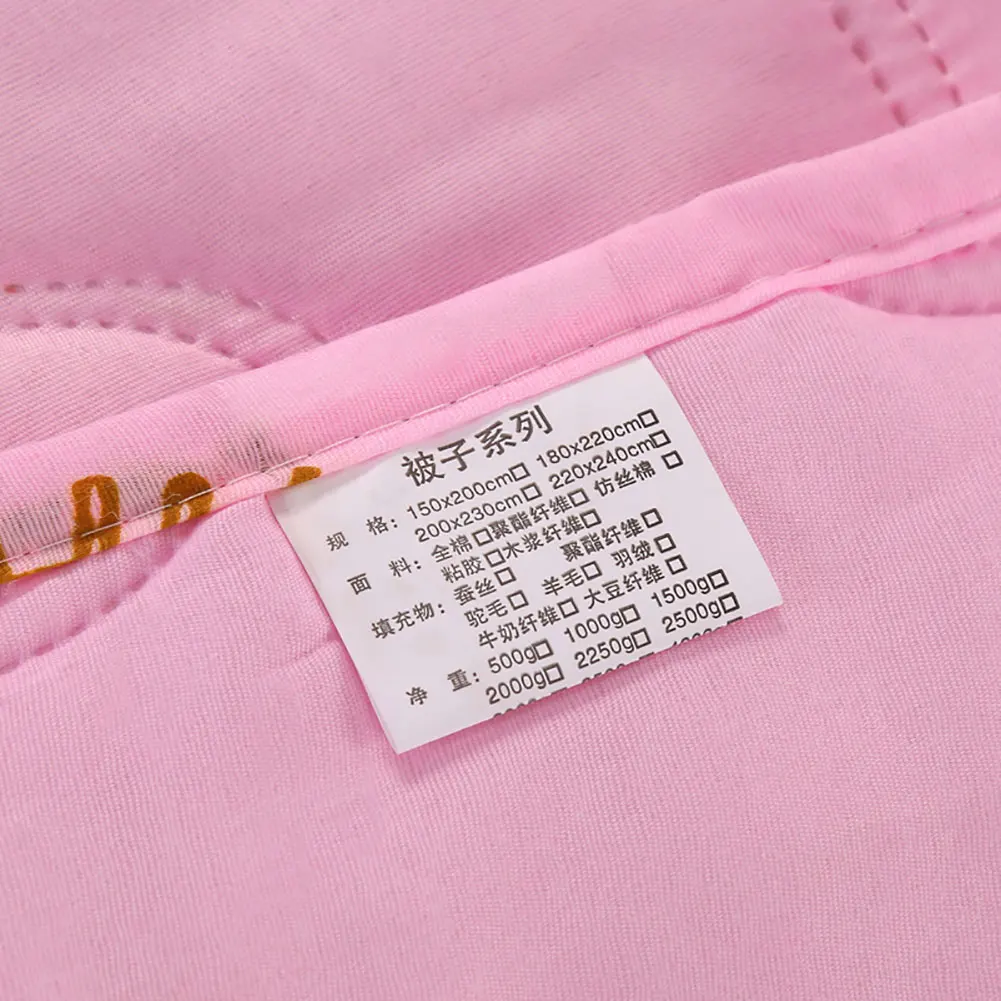 被子系列
规 格：150x200cm□ 180x220cm□
200x230cm□ 220x240cm□
面 料：全棉□聚酯纤维□ 仿丝棉□
粘胶□木浆纤维□
填充物：蚕丝□ 聚酯纤维□
驼毛□ 羊毛□ 羽绒□
牛奶纤维□ 大豆纤维□
净 重：500g□ 1000g□ 1500g□
2000g□ 2250g□ 2500g□